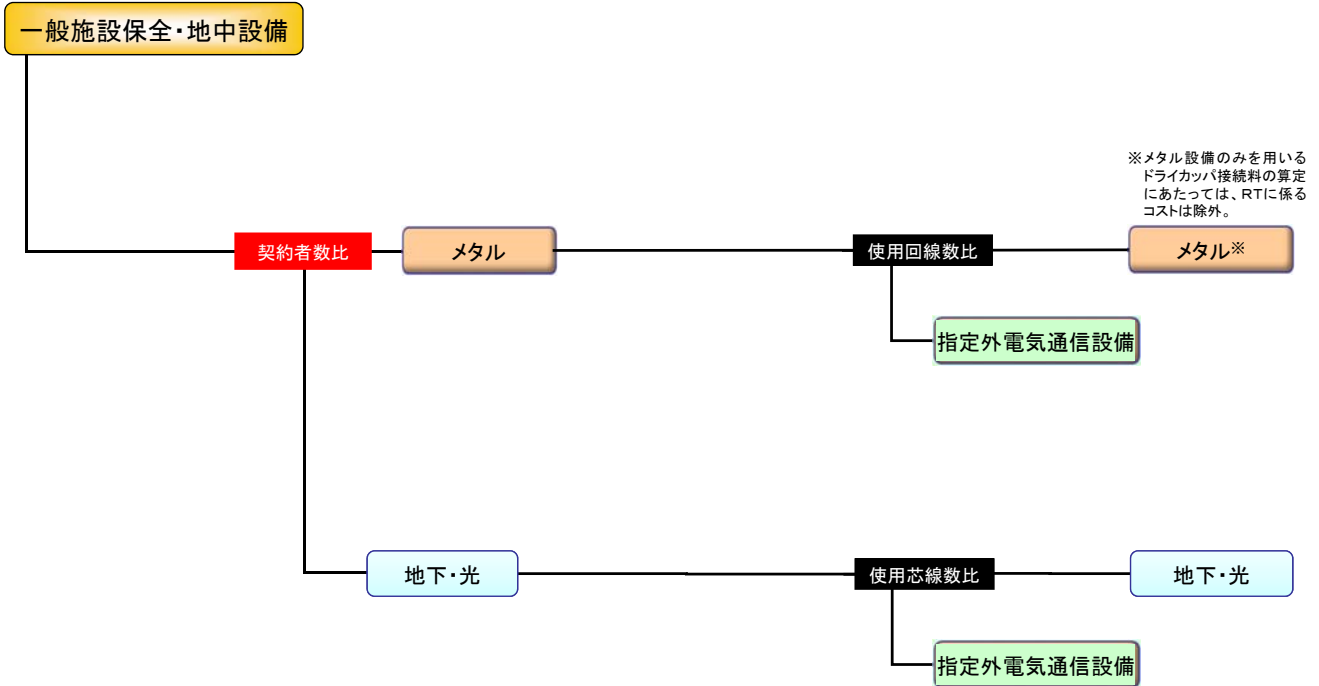 一般施設保全・地中設備
※メタル設備のみを用いる
ドライカッパ接続料の算定
にあたっては、RTに係る
コストは除外。
契約者数比
メタル
使用回線数比
メタル※
指定外電気通信設備
地下・光
使用芯線数比
地下・光
指定外電気通信設備